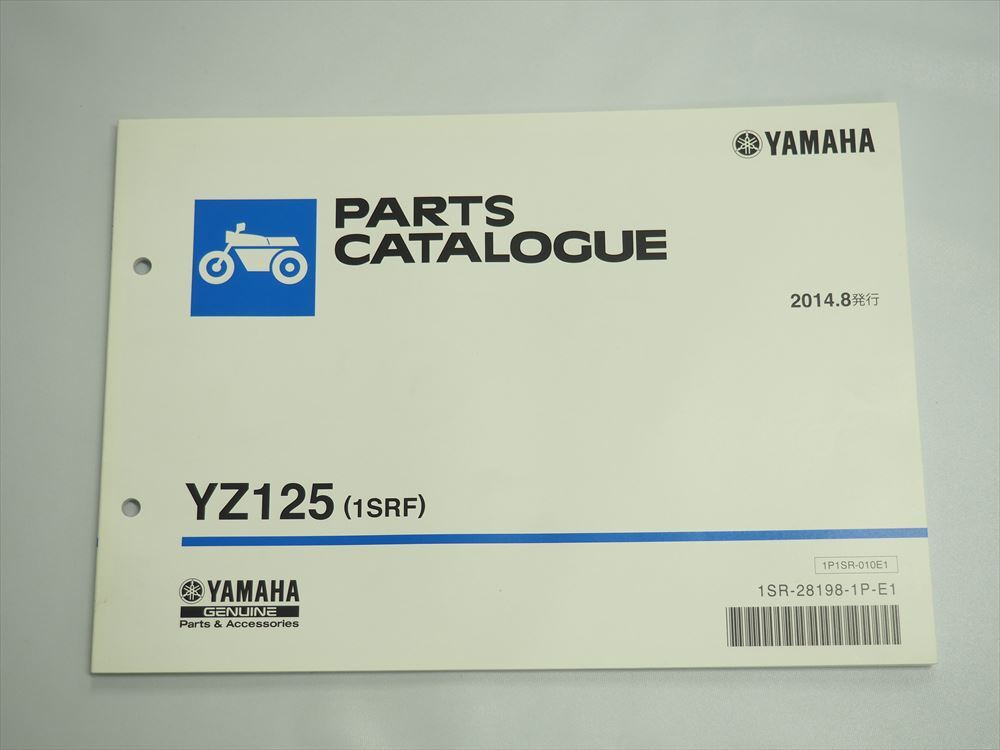 YAMAHA
PARTS
CATALOGUE
2014.8発行
YZ125 (1SRF)
1P1SR-010E1
1SR-28198-1P-E1
YAMAHA
GENUINE
Parts & Accessories